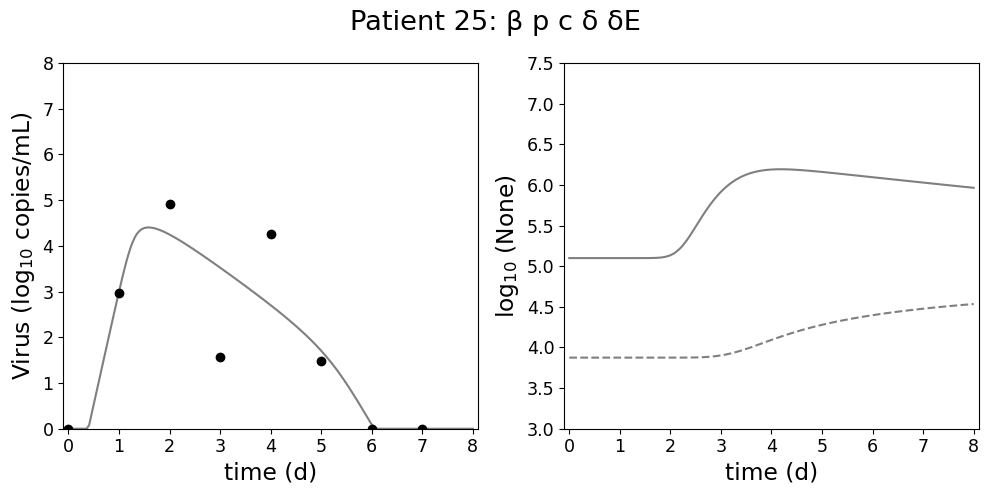 Patient 25: β p c δ δE
Virus (log10 copies/mL)
8
7
6
5
4
3
2
1
0
0 1 2 3 4 5 6 7 8
time (d)
log10 (None)
7.5
7.0
6.5
6.0
5.5
5.0
4.5
4.0
3.5
3.0
0 1 2 3 4 5 6 7 8
time (d)